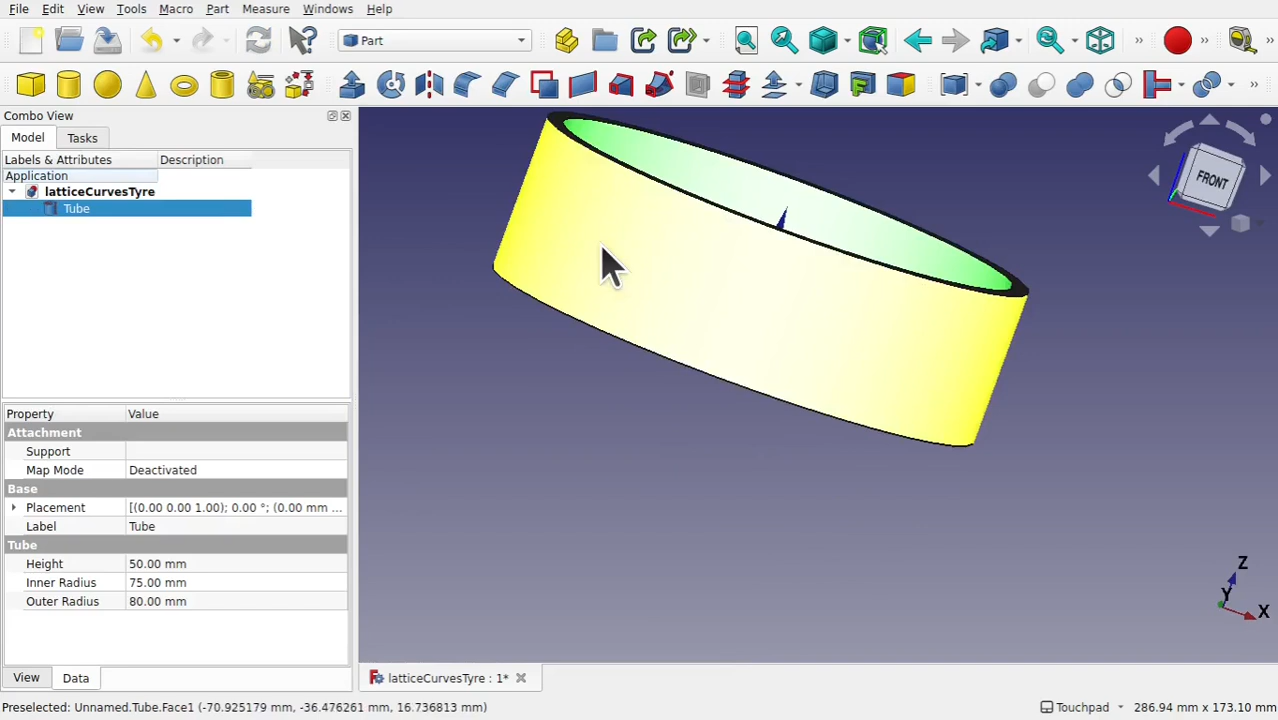 File Edit View Tools Macro Part Measure Windows Help
Part
Combo View
Model Tasks
Labels & Attributes Description
Application
latticeCurvesTyre
Tube
Property Value
Attachment
Support
Map Mode Deactivated
Base
Placement [(0.00 0.00 1.00); 0.00 °; (0.00 mm ...
Label Tube
Tube
Height 50.00 mm
Inner Radius 75.00 mm
Outer Radius 80.00 mm
View Data
FRONT
Z
Y
X
latticeCurvesTyre : 1*
Preselected: Unnamed.Tube.Face1 (-70.925179 mm, -36.476261 mm, 16.736813 mm)
Touchpad 286.94 mm x 173.10 mm